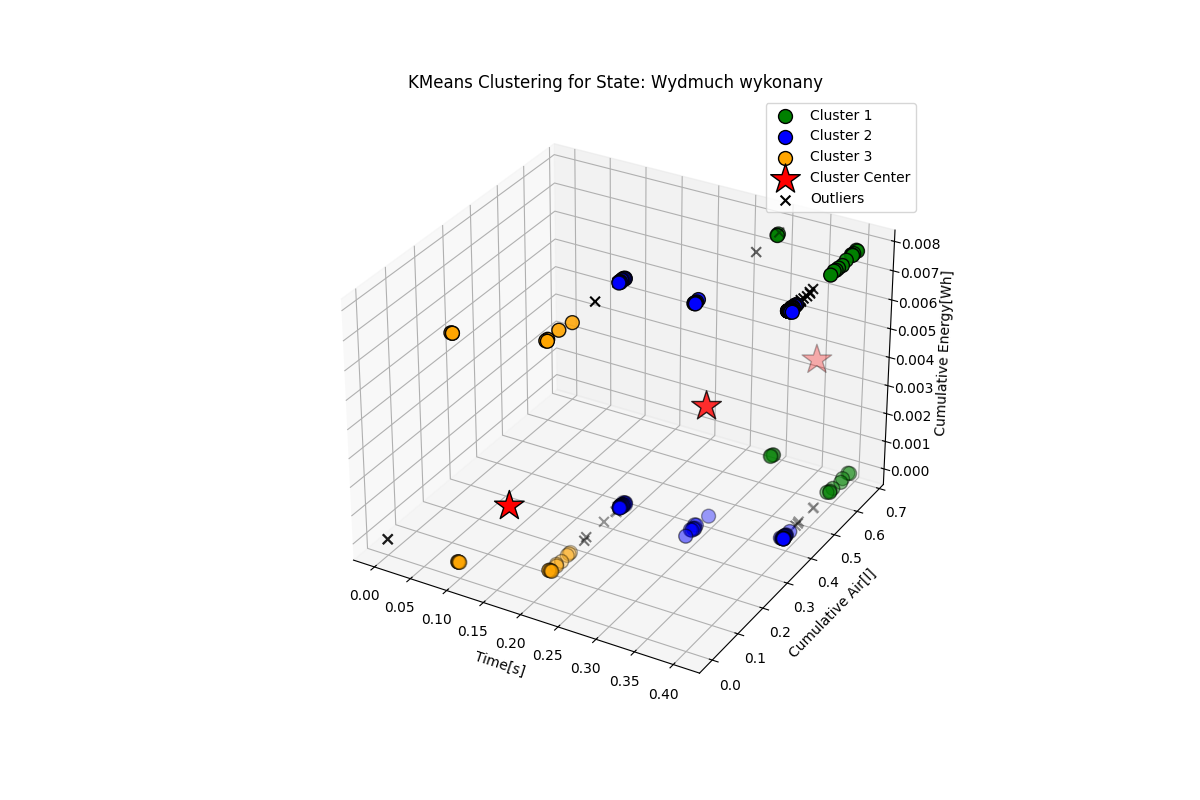 KMeans Clustering for State: Wydmuch wykonany
Cluster 1
Cluster 2
Cluster 3
Cluster Center
Outliers
0.008
0.007
0.006
0.005
0.004
0.003
0.002
0.001
0.000
Cumulative Energy[Wh]
0.7
0.6
0.5
0.4
0.3
0.2
0.1
0.0
Cumulative Air[l]
0.00
0.05
0.10
0.15
0.20
0.25
0.30
0.35
0.40
Time[s]